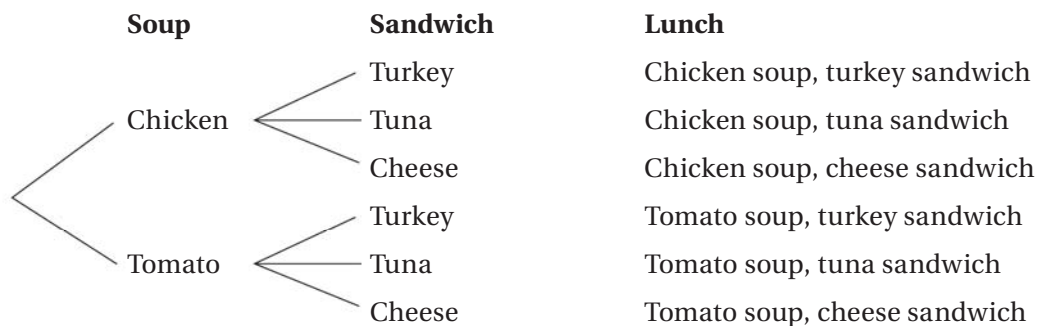 Soup Sandwich Lunch
Turkey Chicken soup, turkey sandwich
Chicken Tuna Chicken soup, tuna sandwich
Cheese Chicken soup, cheese sandwich
Turkey Tomato soup, turkey sandwich
Tomato Tuna Tomato soup, tuna sandwich
Cheese Tomato soup, cheese sandwich